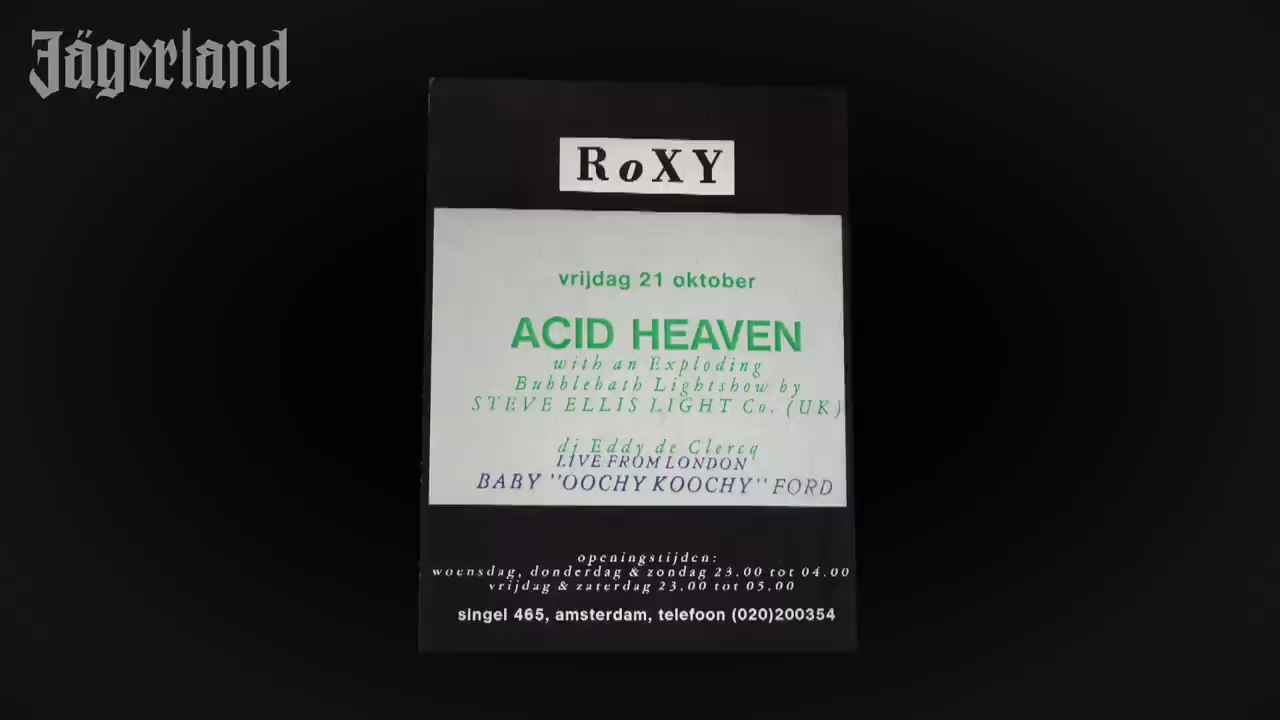 Jägerland
RoXY
vrijdag 21 oktober
ACID HEAVEN
with an Exploding
Bubblebath Lightshow by
STEVE ELLIS LIGHT Co. (UK)
dj Eddy de Clercq
LIVE FROM LONDON
BABY "OOCHY KOOCHY" FORD
openingstijden:
woensdag, donderdag & zondag 23.00 tot 04.00
vrijdag & zaterdag 23.00 tot 05.00
singel 465, amsterdam, telefoon (020)200354